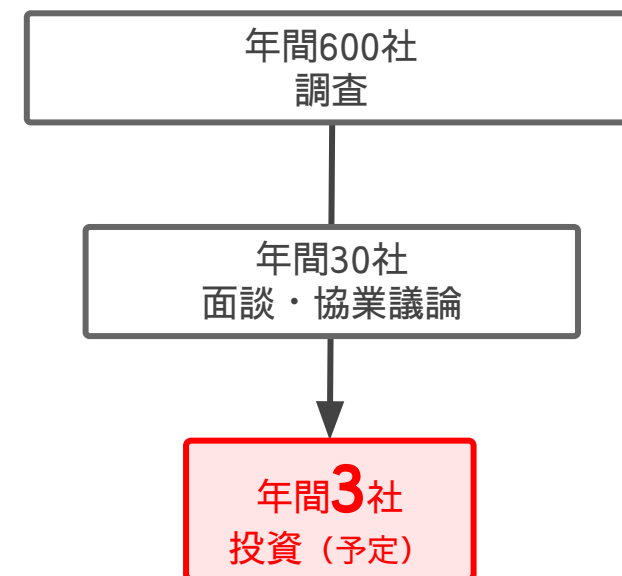 年間600社
調査
年間30社
面談・協業議論
年間3社
投資（予定）